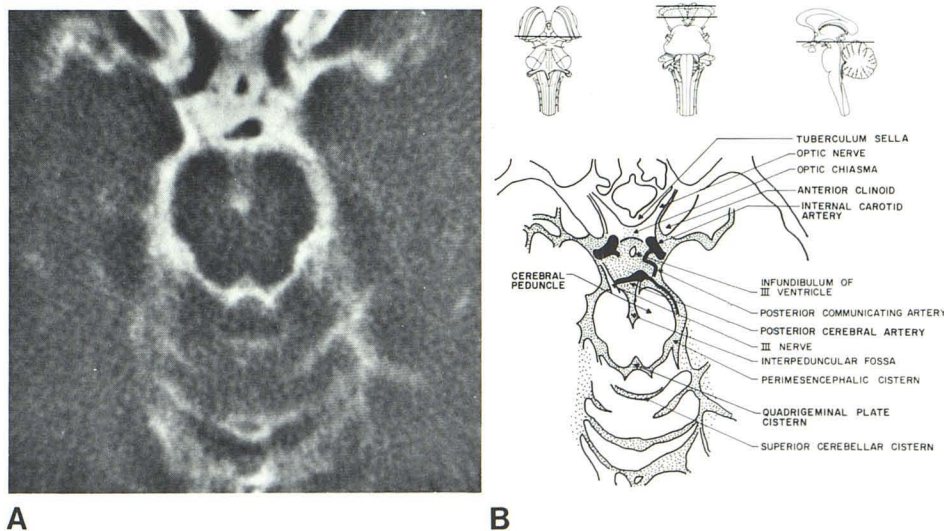 TUBERCULUM SELLA
OPTIC NERVE
OPTIC CHIASMA
ANTERIOR CLINOID
INTERNAL CAROTID
ARTERY
CEREBRAL
PEDUNCLE
INFUNDIBULUM OF
III VENTRICLE
POSTERIOR COMMUNICATING ARTERY
POSTERIOR CEREBRAL ARTERY
III NERVE
INTERPEDUNCULAR FOSSA
PERIMESENCEPHALIC CISTERN
QUADRIGEMINAL PLATE
CISTERN
SUPERIOR CEREBELLAR CISTERN
A
B